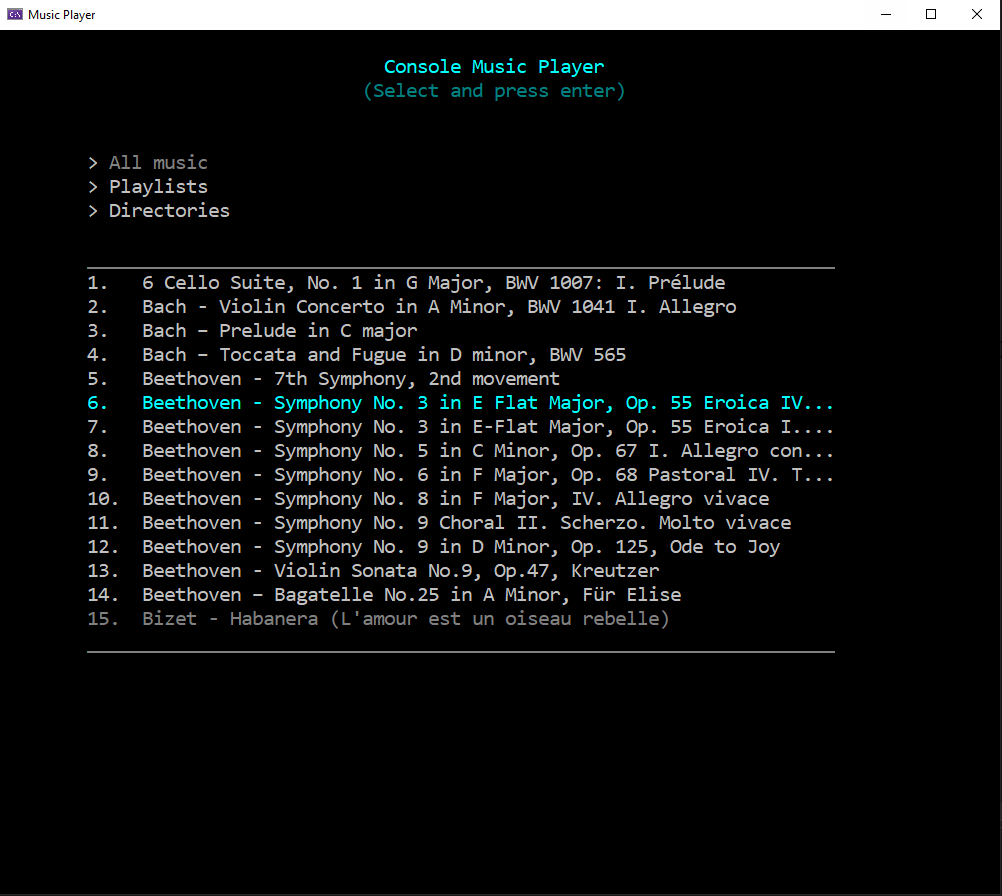 Music Player
Console Music Player
(Select and press enter)
> All music
> Playlists
> Directories
1. 6 Cello Suite, No. 1 in G Major, BWV 1007: I. Prélude
2. Bach - Violin Concerto in A Minor, BWV 1041 I. Allegro
3. Bach – Prelude in C major
4. Bach – Toccata and Fugue in D minor, BWV 565
5. Beethoven - 7th Symphony, 2nd movement
6. Beethoven - Symphony No. 3 in E Flat Major, Op. 55 Eroica IV...
7. Beethoven - Symphony No. 3 in E-Flat Major, Op. 55 Eroica I....
8. Beethoven - Symphony No. 5 in C Minor, Op. 67 I. Allegro con...
9. Beethoven - Symphony No. 6 in F Major, Op. 68 Pastoral IV. T...
10. Beethoven - Symphony No. 8 in F Major, IV. Allegro vivace
11. Beethoven - Symphony No. 9 Choral II. Scherzo. Molto vivace
12. Beethoven - Symphony No. 9 in D Minor, Op. 125, Ode to Joy
13. Beethoven - Violin Sonata No.9, Op.47, Kreutzer
14. Beethoven – Bagatelle No.25 in A Minor, Für Elise
15. Bizet - Habanera (L'amour est un oiseau rebelle)